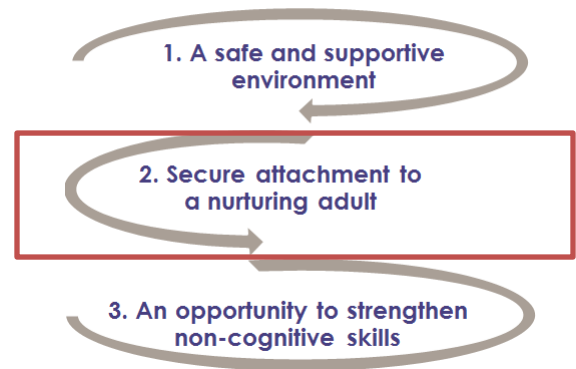 1. A safe and supportive
environment
2. Secure attachment to
a nurturing adult
3. An opportunity to strengthen
non-cognitive skills